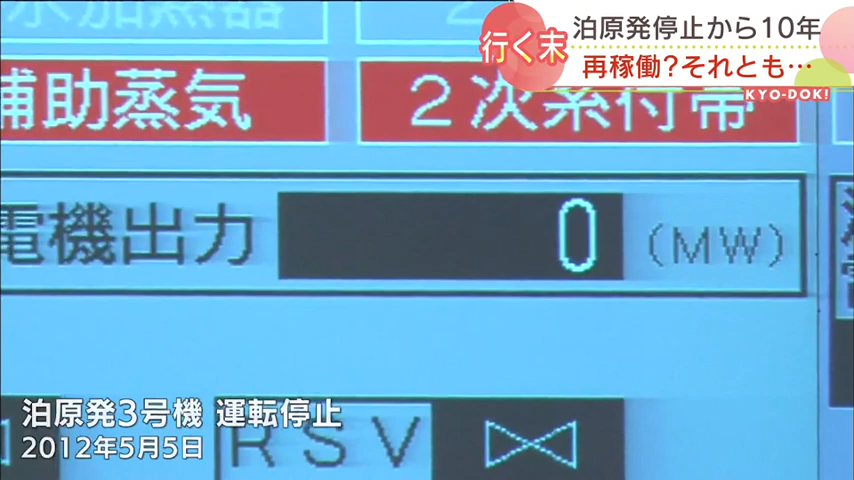 行く末
泊原発停止から10年
再稼働?それとも…
KYO-DOK!
補助蒸気
2次系付帯
電機出力
0
(MW)
泊原発3号機 運転停止
2012年5月5日
RSV